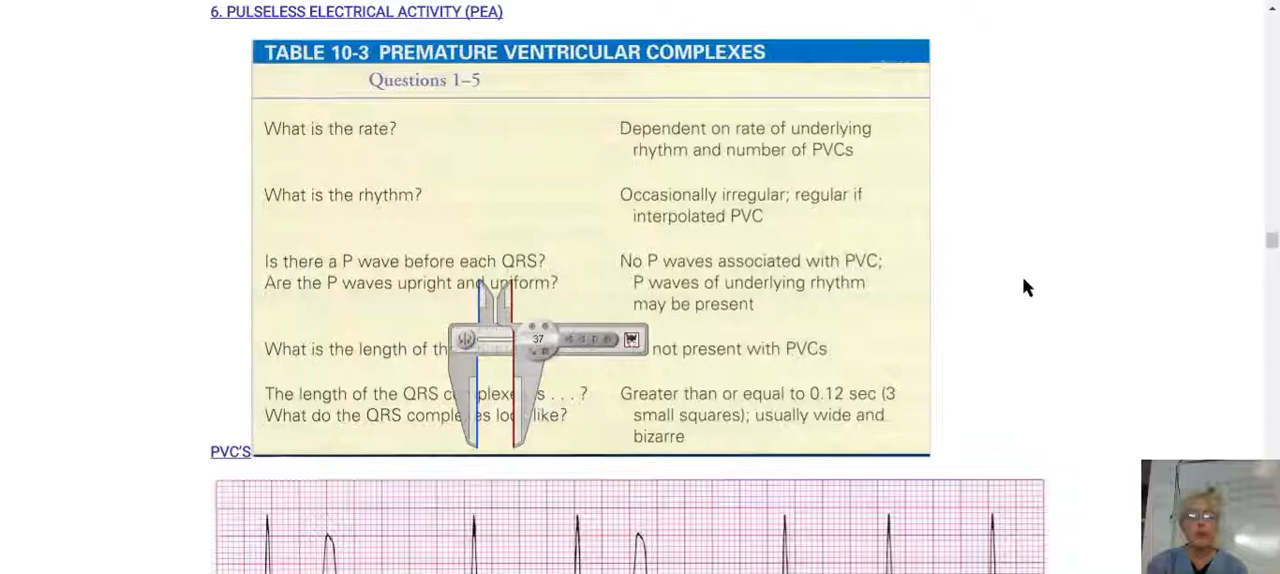 6. PULSELESS ELECTRICAL ACTIVITY (PEA)
TABLE 10-3 PREMATURE VENTRICULAR COMPLEXES
Questions 1–5
What is the rate?
Dependent on rate of underlying
rhythm and number of PVCs
What is the rhythm?
Occasionally irregular; regular if
interpolated PVC
Is there a P wave before each QRS?
Are the P waves upright and uniform?
No P waves associated with PVC;
P waves of underlying rhythm
may be present
What is the length of
37
not present with PVCs
The length of the QRS . . . ?
What do the QRS look like?
Greater than or equal to 0.12 sec (3
small squares); usually wide and
bizarre
PVC'S